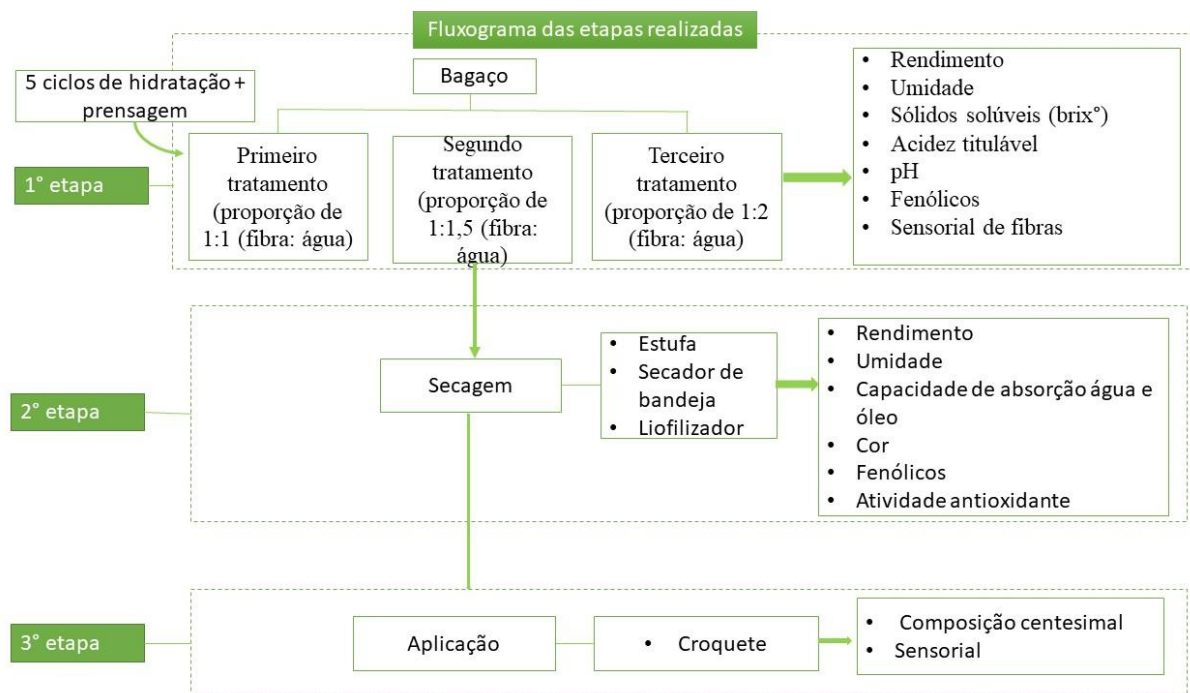 Fluxograma das etapas realizadas
5 ciclos de hidratação +
prensagem
Bagaço
1° etapa
Primeiro
tratamento
(proporção de
1:1 (fibra: água)
Segundo
tratamento
(proporção de
1:1,5 (fibra:
água)
Terceiro
tratamento
(proporção de 1:2
(fibra: água)
• Rendimento
• Umidade
• Sólidos solúveis (brix°)
• Acidez titulável
• pH
• Fenólicos
• Sensorial de fibras
2° etapa
Secagem
• Estufa
• Secador de
bandeja
• Liofilizador
• Rendimento
• Umidade
• Capacidade de absorção água e
óleo
• Cor
• Fenólicos
• Atividade antioxidante
3° etapa
Aplicação
• Croquete
• Composição centesimal
• Sensorial